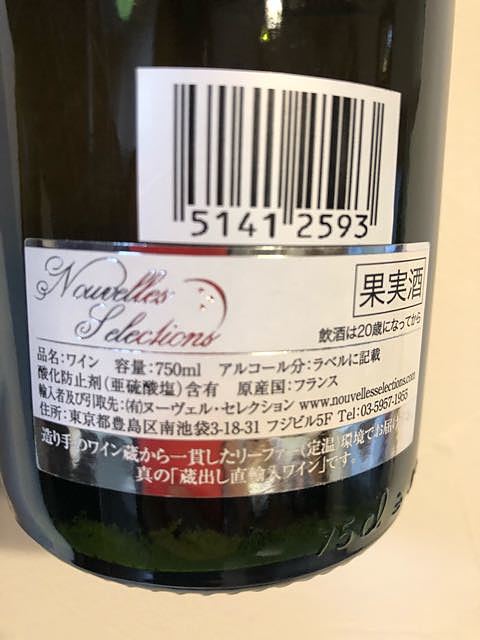 5141 2593
Nouvelles
Selections
果実酒
飲酒は20歳になってから
品名:ワイン 容量:750ml アルコール分:ラベルに記載
酸化防止剤(亜硫酸塩)含有 原産国:フランス
輸入者及び引取先:(有)ヌーヴェル・セレクション www.nouvellesselections.com
住所:東京都豊島区南池袋3-18-31 フジビル5F Tel:03-5957-1955
造り手のワイン蔵から一貫したリーファー(定温)環境でお届け
真の「蔵出し直輸入ワイン」です。
75cl